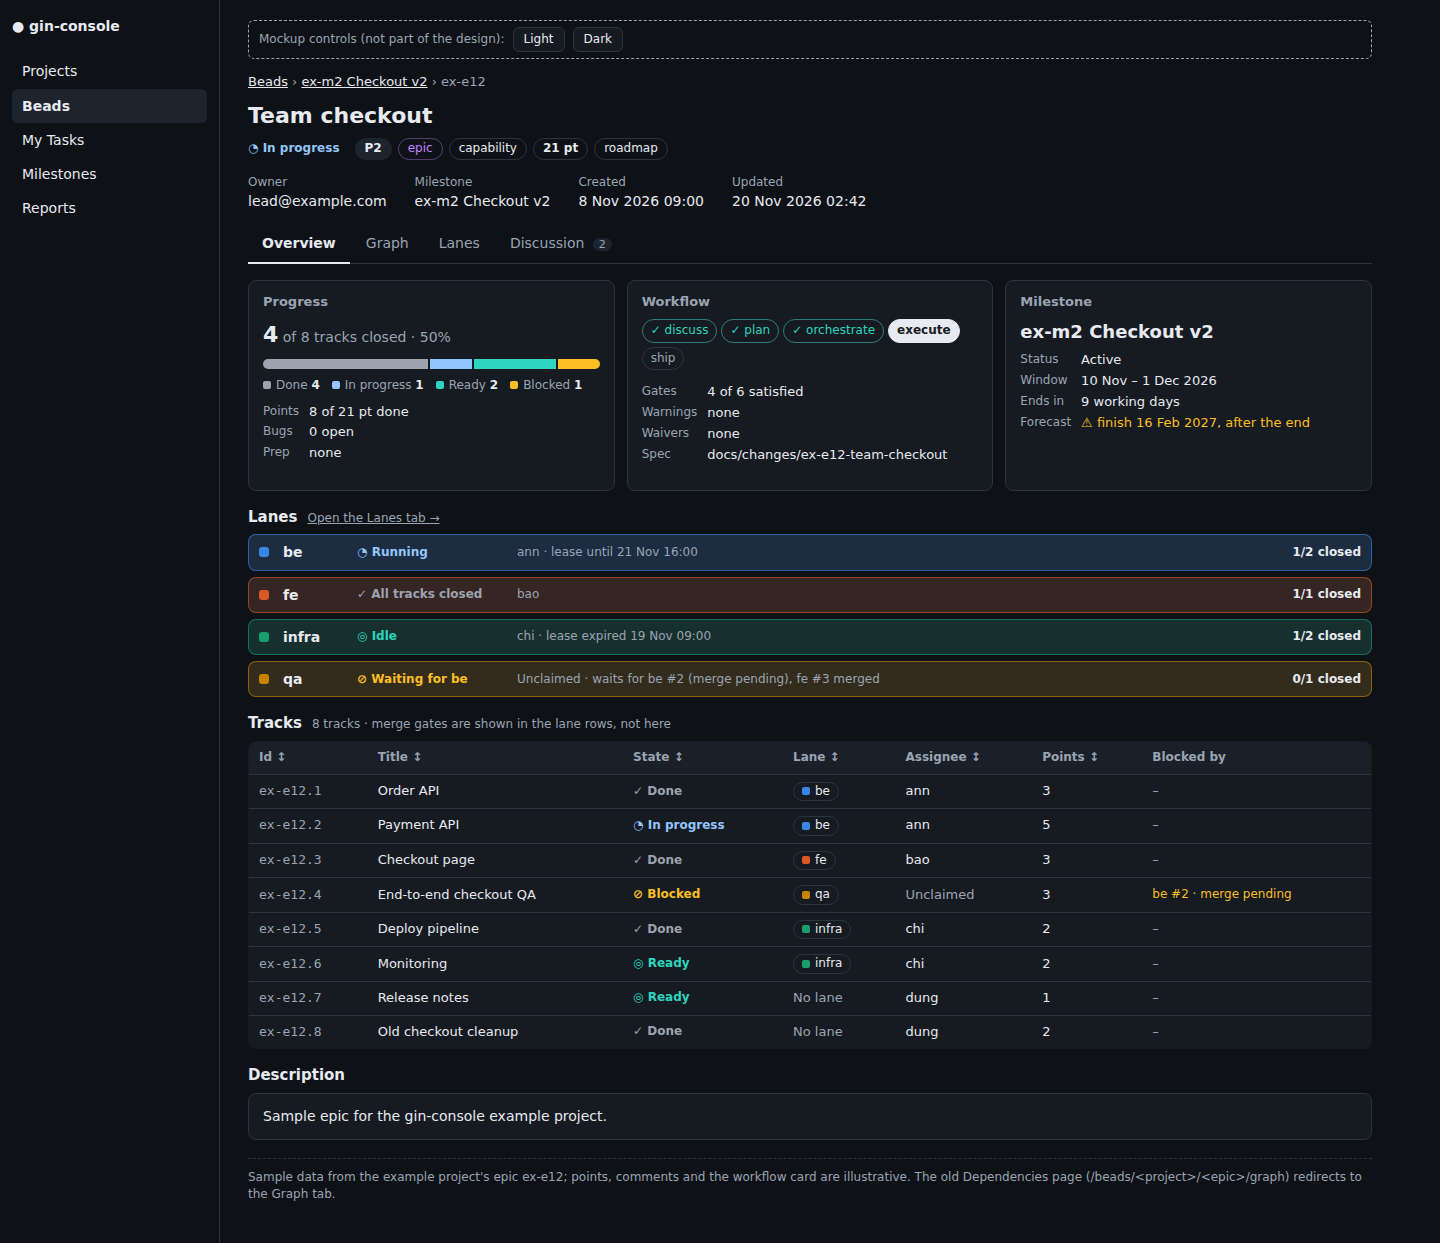 ● gin-console
Projects
Beads
My Tasks
Milestones
Reports
Mockup controls (not part of the design): Light Dark
Beads › ex-m2 Checkout v2 › ex-e12
Team checkout
◔ In progress P2 epic capability 21 pt roadmap
Owner Milestone Created Updated
lead@example.com ex-m2 Checkout v2 8 Nov 2026 09:00 20 Nov 2026 02:42
Overview Graph Lanes Discussion 2
Progress
4 of 8 tracks closed · 50%
Done 4 In progress 1 Ready 2 Blocked 1
Points 8 of 21 pt done
Bugs 0 open
Prep none
Workflow
✓ discuss ✓ plan ✓ orchestrate execute
ship
Gates 4 of 6 satisfied
Warnings none
Waivers none
Spec docs/changes/ex-e12-team-checkout
Milestone
ex-m2 Checkout v2
Status Active
Window 10 Nov – 1 Dec 2026
Ends in 9 working days
Forecast ⚠ finish 16 Feb 2027, after the end
Lanes Open the Lanes tab →
be ◔ Running ann · lease until 21 Nov 16:00 1/2 closed
fe ✓ All tracks closed bao 1/1 closed
infra ◎ Idle chi · lease expired 19 Nov 09:00 1/2 closed
qa ⊘ Waiting for be Unclaimed · waits for be #2 (merge pending), fe #3 merged 0/1 closed
Tracks 8 tracks · merge gates are shown in the lane rows, not here
Id ↕ Title ↕ State ↕ Lane ↕ Assignee ↕ Points ↕ Blocked by
ex-e12.1 Order API ✓ Done be ann 3 –
ex-e12.2 Payment API ◔ In progress be ann 5 –
ex-e12.3 Checkout page ✓ Done fe bao 3 –
ex-e12.4 End-to-end checkout QA ⊘ Blocked qa Unclaimed 3 be #2 · merge pending
ex-e12.5 Deploy pipeline ✓ Done infra chi 2 –
ex-e12.6 Monitoring ◎ Ready infra chi 2 –
ex-e12.7 Release notes ◎ Ready No lane dung 1 –
ex-e12.8 Old checkout cleanup ✓ Done No lane dung 2 –
Description
Sample epic for the gin-console example project.
Sample data from the example project's epic ex-e12; points, comments and the workflow card are illustrative. The old Dependencies page (/beads/<project>/<epic>/graph) redirects to
the Graph tab.